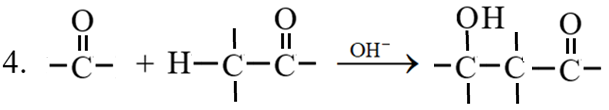 O O OH O
4. –C– + H–C–C– OH⁻ –C–C–C–